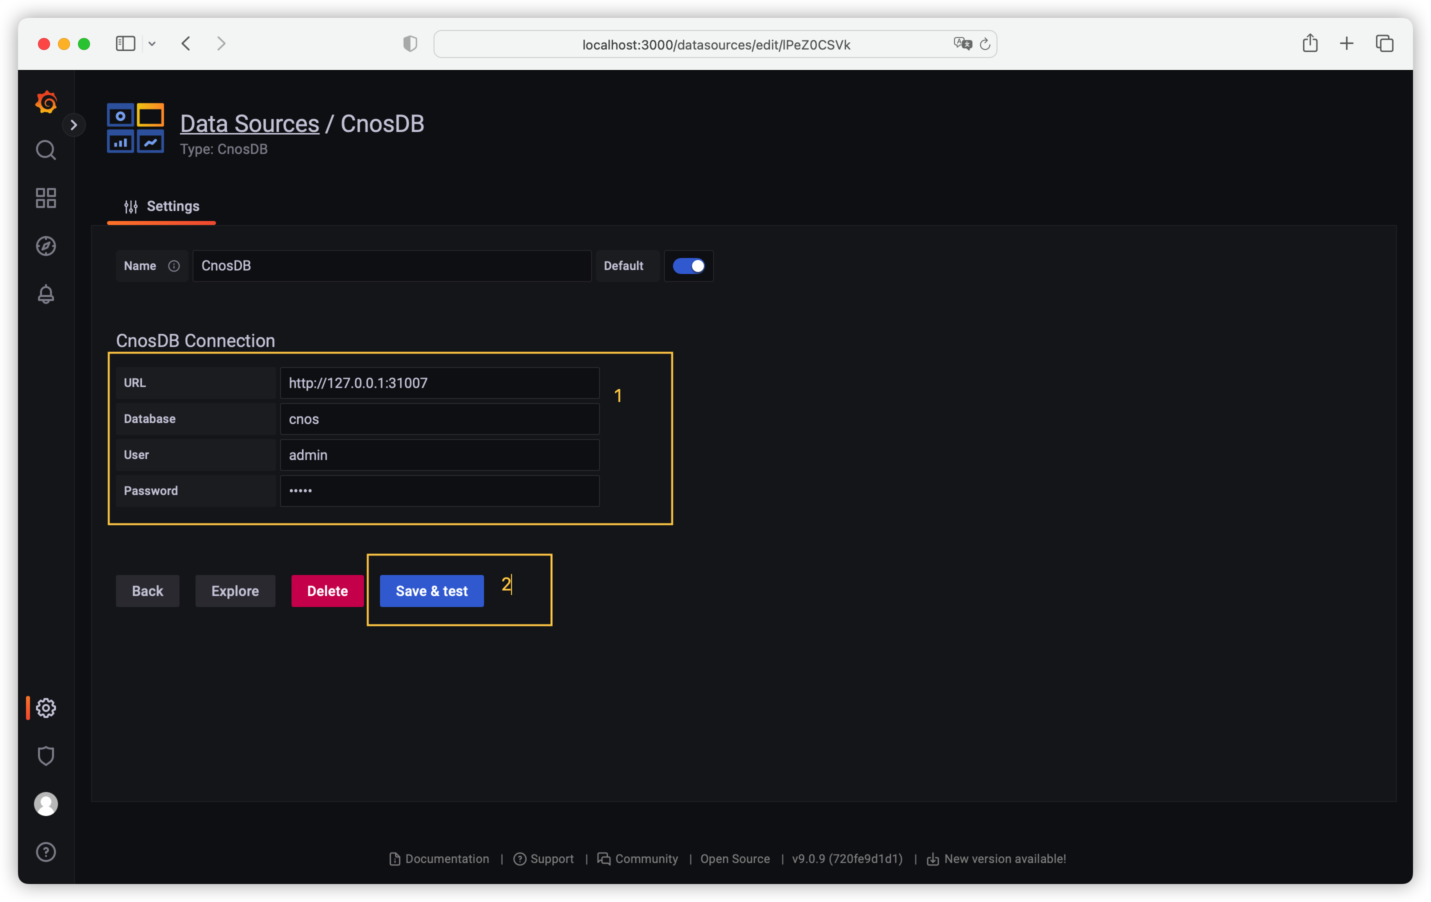 localhost:3000/datasources/edit/lPeZ0CSVk
Data Sources / CnosDB
Type: CnosDB
Settings
Name CnosDB Default
CnosDB Connection
URL http://127.0.0.1:31007
1
Database cnos
User admin
Password •••••
Back Explore Delete Save & test 2
Documentation | Support | Community | Open Source | v9.0.9 (720fe9d1d1) | New version available!